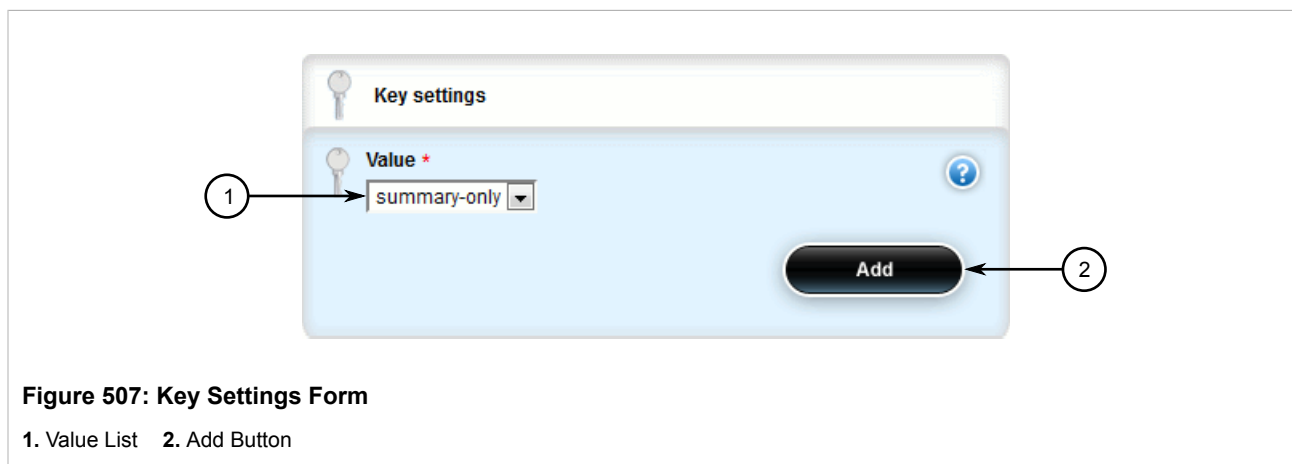 Key settings
Value *
?
1
summary-only
Add
2
Figure 507: Key Settings Form
1. Value List 2. Add Button